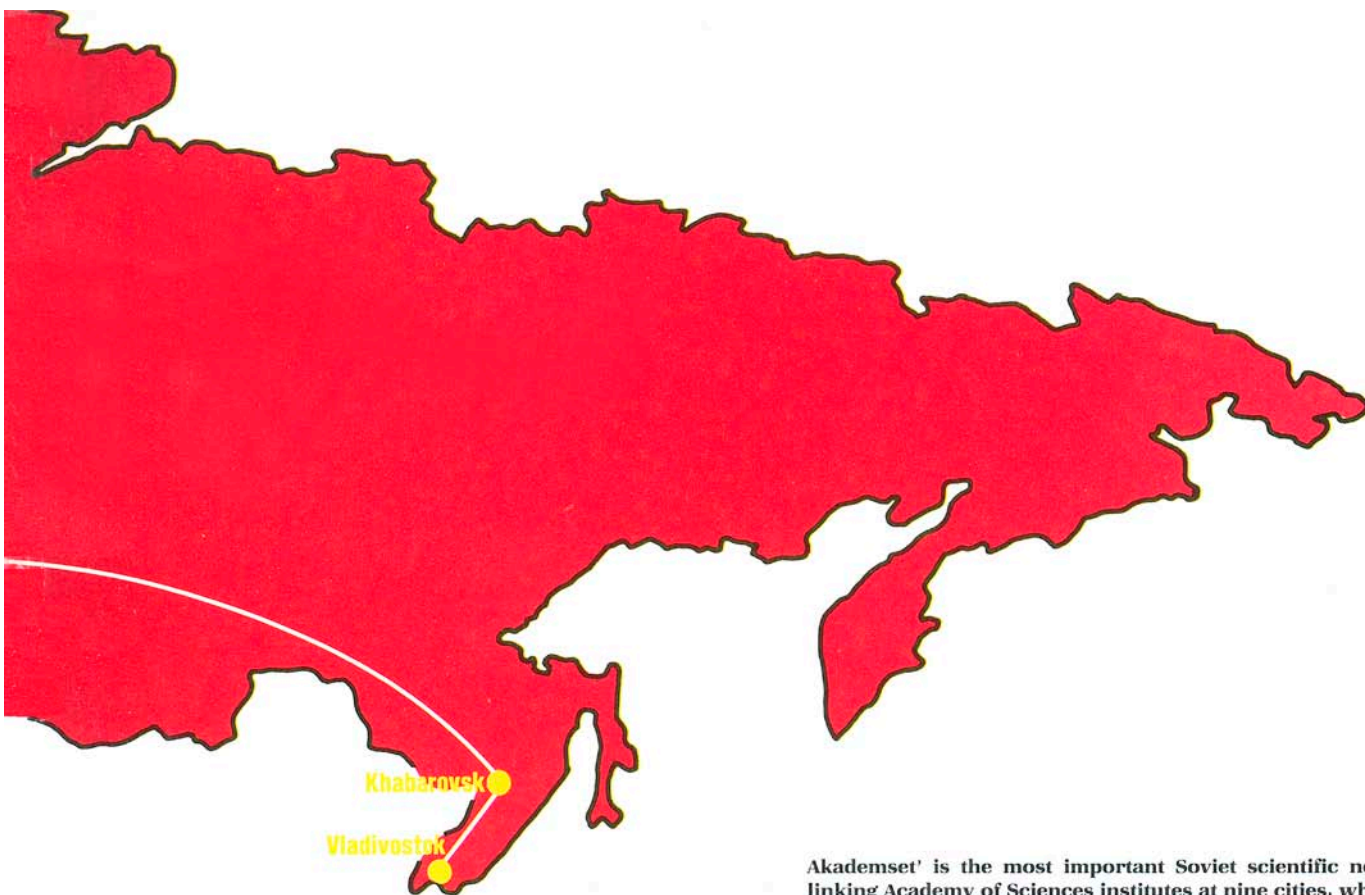 Khabarovsk
Vladivostok
Akademset' is the most important Soviet scientific
linking Academy of Sciences institutes at nine cities,